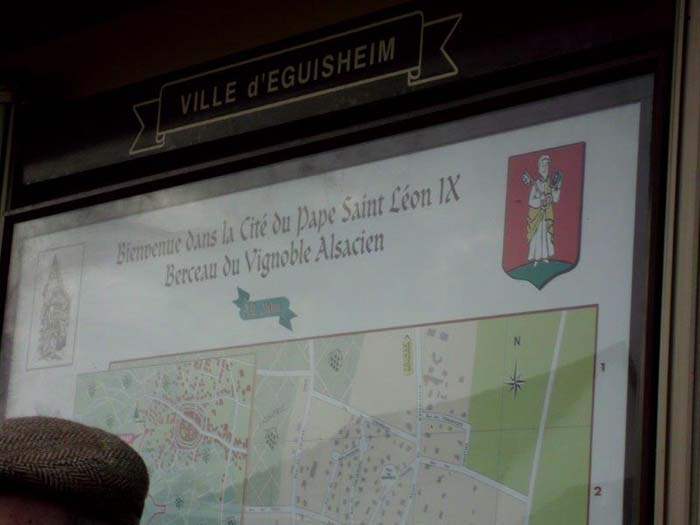 VILLE d'EGUISHEIM
Bienvenue dans la Cité du Pape Saint Léon IX
Berceau du Vignoble Alsacien
N
1
2